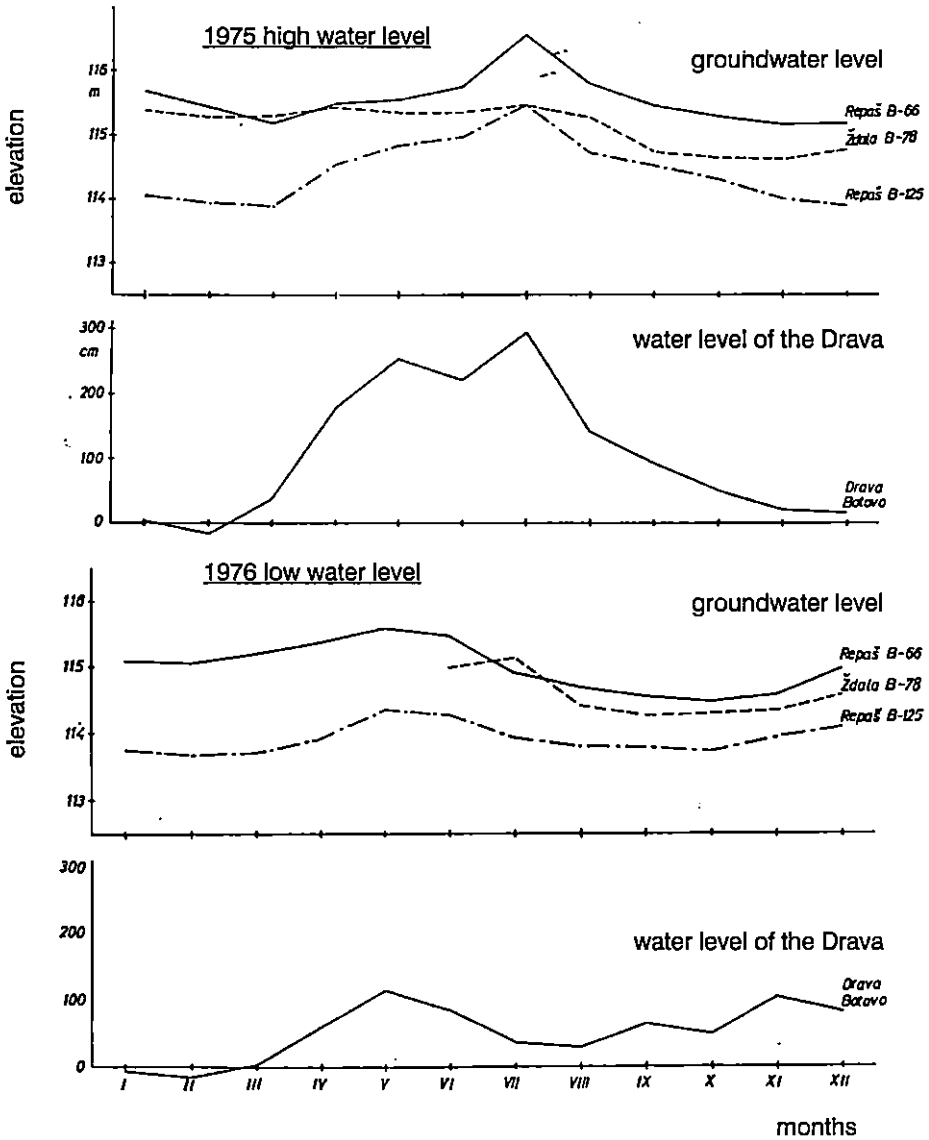 1975 high water level
groundwater level
elevation
116
m
115
114
113
Repaš B-66
Ždala B-78
Repaš B-125
water level of the Drava
300
cm
200
100
0
Drava
Botovo
1976 low water level
groundwater level
elevation
116
115
114
113
Repaš B-66
Ždala B-78
Repaš B-125
water level of the Drava
300
200
100
0
Drava
Botovo
I II III IV V VI VII VIII IX X XI XII
months